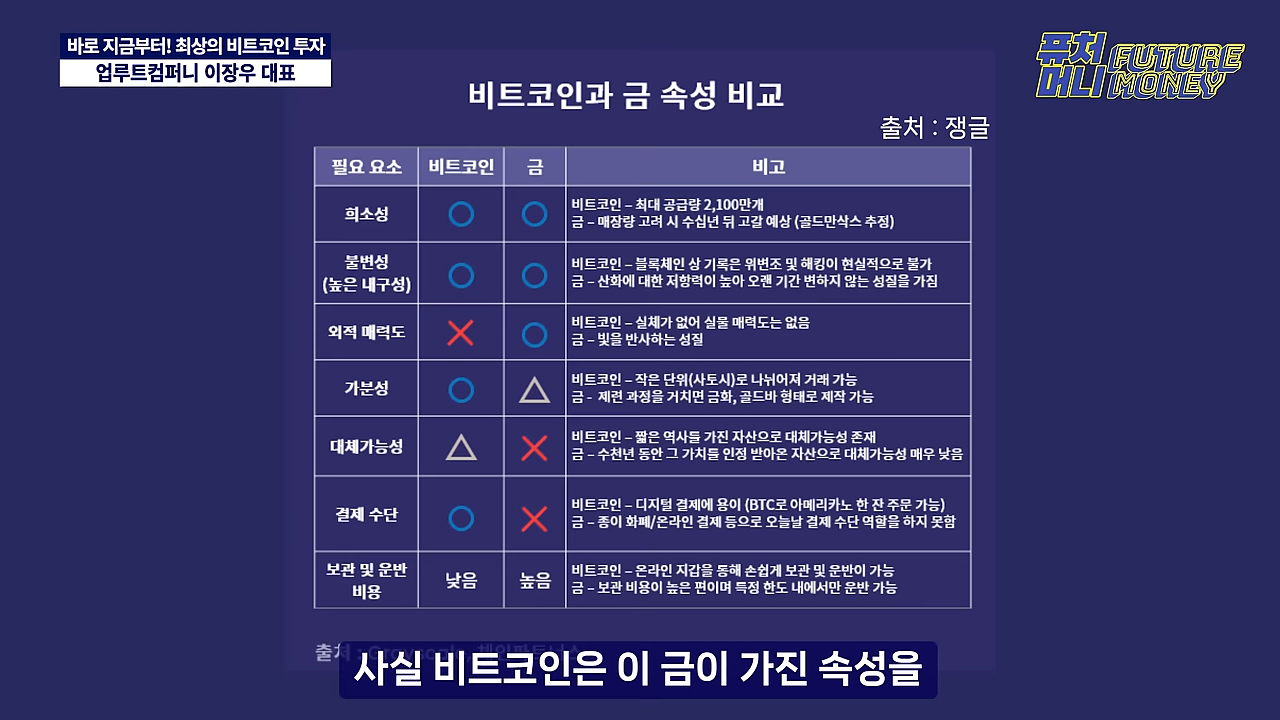 바로 지금부터! 최상의 비트코인 투자
업루트컴퍼니 이장우 대표
퓨처머니
FUTURE MONEY
비트코인과 금 속성 비교
출처 : 쟁글
필요 요소 비트코인 금 비고
희소성
비트코인 – 최대 공급량 2,100만개
금 – 매장량 고려 시 수십년 뒤 고갈 예상 (골드만삭스 추정)
불변성
(높은 내구성)
비트코인 – 블록체인 상 기록은 위변조 및 해킹이 현실적으로 불가
금 – 산화에 대한 저항력이 높아 오랜 기간 변하지 않는 성질을 가짐
외적 매력도
비트코인 – 실체가 없어 실물 매력도는 없음
금 – 빛을 반사하는 성질
가분성
비트코인 – 작은 단위(사토시)로 나뉘어져 거래 가능
금 - 제련 과정을 거치면 금화, 골드바 형태로 제작 가능
대체가능성
비트코인 – 짧은 역사를 가진 자산으로 대체가능성 존재
금 – 수천년 동안 그 가치를 인정 받아온 자산으로 대체가능성 매우 낮음
결제 수단
비트코인 – 디지털 결제에 용이 (BTC로 아메리카노 한 잔 주문 가능)
금 – 종이 화폐/온라인 결제 등으로 오늘날 결제 수단 역할을 하지 못함
보관 및 운반
비용
낮음 높음
비트코인 – 온라인 지갑을 통해 손쉽게 보관 및 운반이 가능
금 – 보관 비용이 높은 편이며 특정 한도 내에서만 운반 가능
출처 :
사실 비트코인은 이 금이 가진 속성을